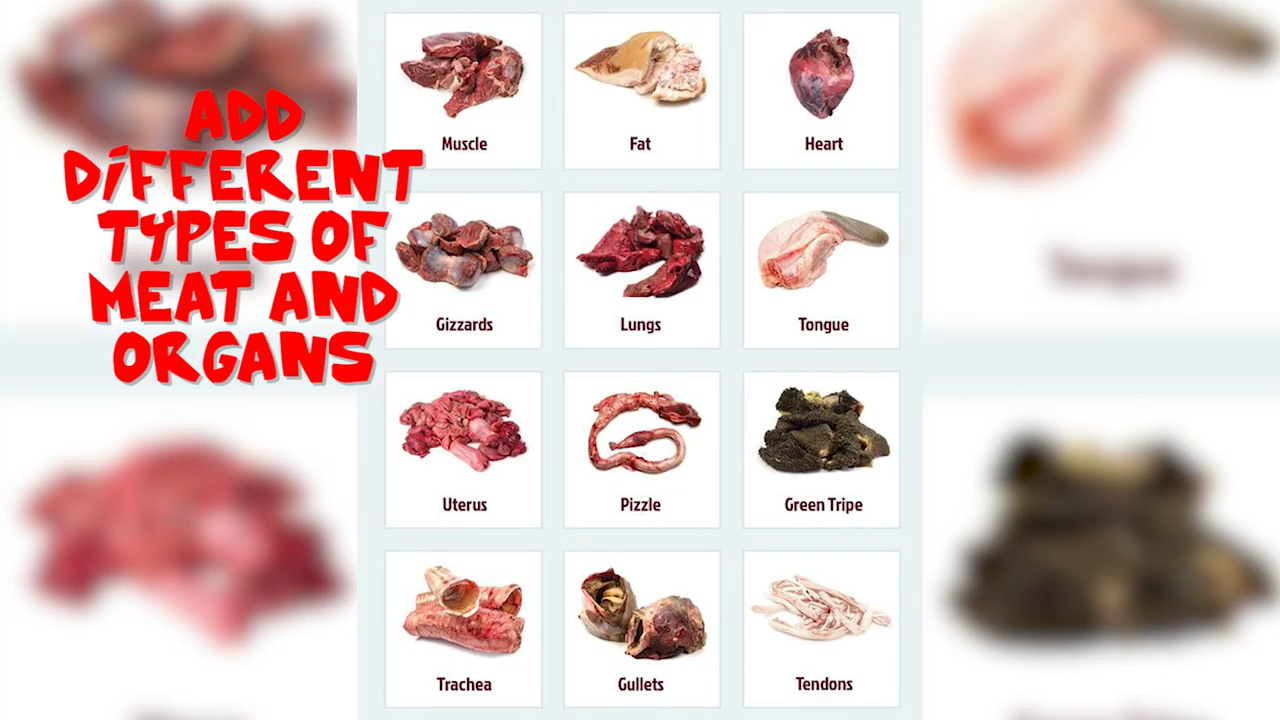 ADD
DIFFERENT
TYPES OF
MEAT AND
ORGANS
Muscle
Fat
Heart
Gizzards
Lungs
Tongue
Uterus
Pizzle
Green Tripe
Trachea
Gullets
Tendons
Tongue